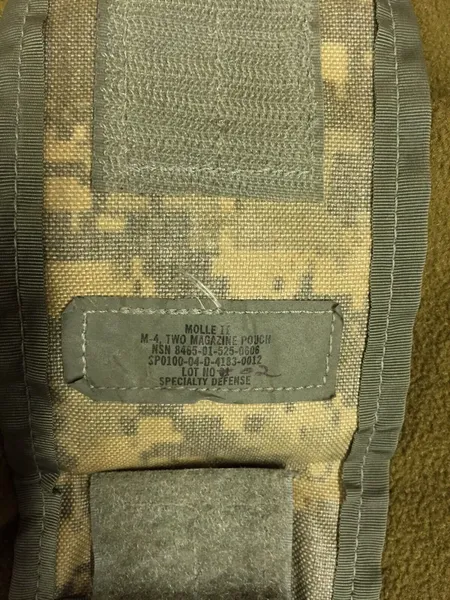 MOLLE II
M-4, TWO MAGAZINE POUCH
NSN 8465-01-525-0606
SP0100-04-D-4183-0012
LOT NO 02
SPECIALTY DEFENSE